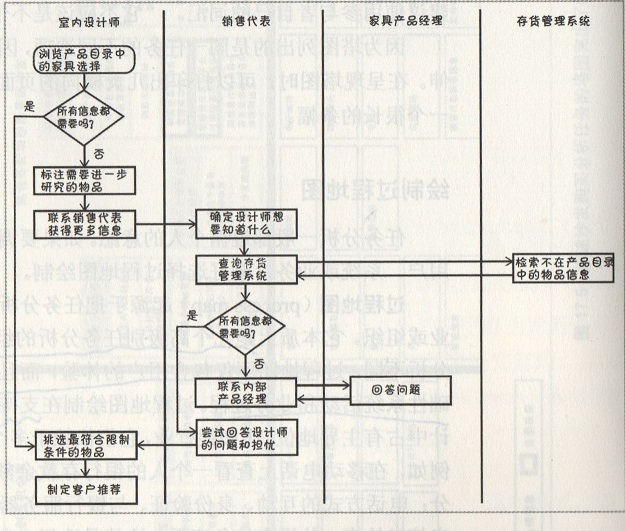 室内设计师
销售代表
家具产品经理
存货管理系统
浏览产品目录中
的家具选择
是
所有信息都
需要吗?
否
标注需要进一步
研究的物品
联系销售代表
获得更多信息
确定设计师想
要知道什么
查询存货
管理系统
检索不在产品目录
中的物品信息
是
所有信息都
需要吗?
否
联系内部
产品经理
回答问题
尝试回答设计师
的问题和担忧
挑选最符合限制
条件的物品
制定客户推荐